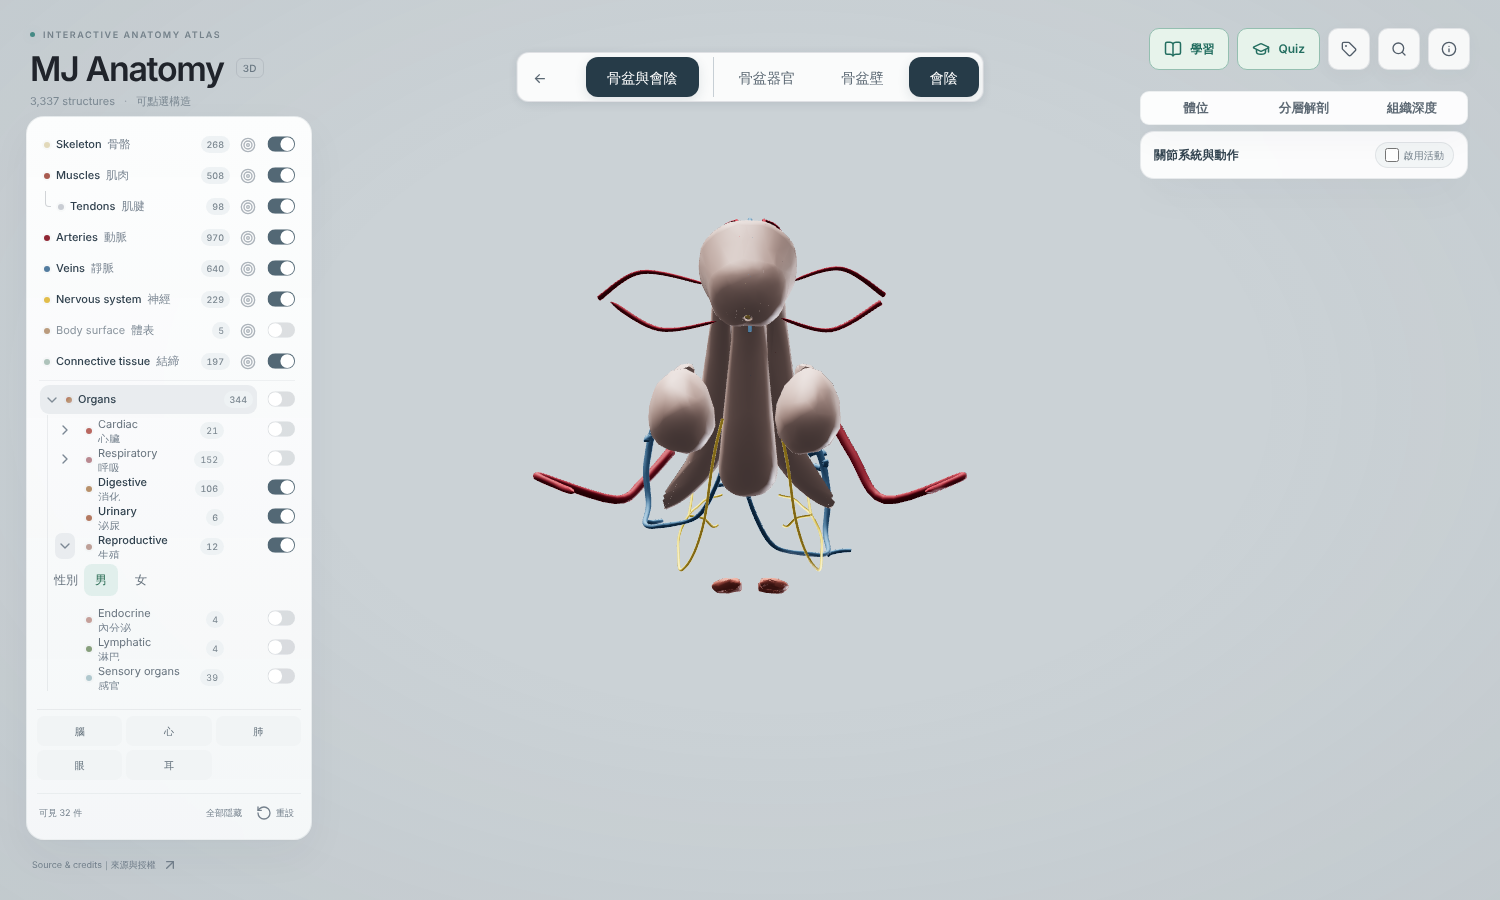 INTERACTIVE ANATOMY ATLAS
MJ Anatomy 3D
3,337 structures · 可點選構造
Skeleton 骨骼 268
Muscles 肌肉 508
Tendons 肌腱 98
Arteries 動脈 970
Veins 靜脈 640
Nervous system 神經 229
Body surface 體表 5
Connective tissue 結締 197
Organs 344
Cardiac 21
心臟
Respiratory 152
呼吸
Digestive 106
消化
Urinary 6
泌尿
Reproductive 12
生殖
性別 男 女
Endocrine 4
內分泌
Lymphatic 4
淋巴
Sensory organs 39
感官
腦 心 肺
眼 耳
可見 32 件 全部隱藏 重設
Source & credits | 來源與授權
← 骨盆與會陰 骨盆器官 骨盆壁 會陰
學習 Quiz
體位 分層解剖 組織深度
關節系統與動作 啟用活動